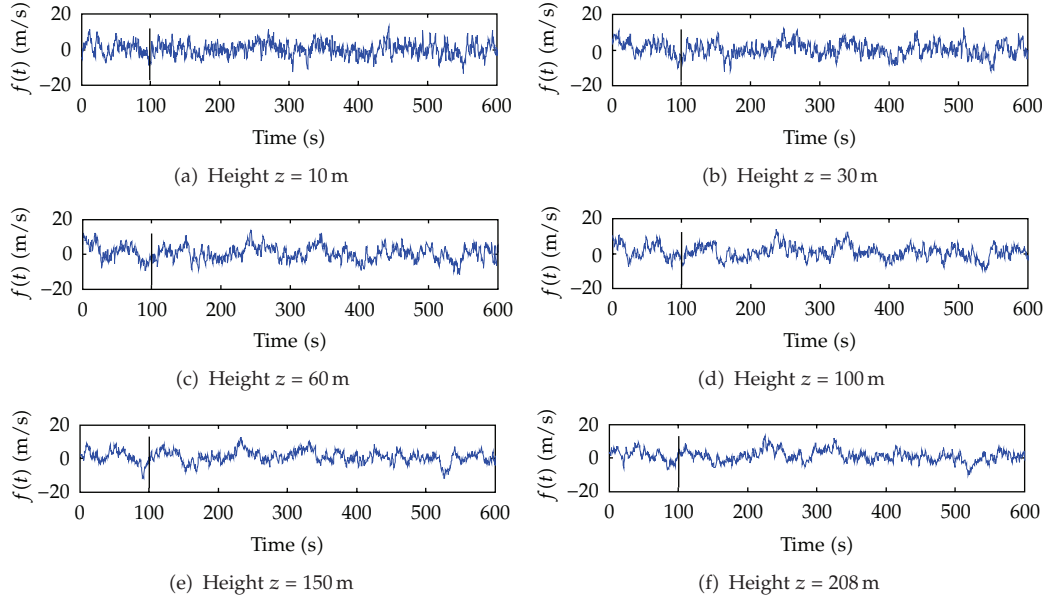 20
0
−20
f(t) (m/s)
0 100 200 300 400 500 600
Time (s)
(a) Height z = 10 m
20
0
−20
f(t) (m/s)
0 100 200 300 400 500 600
Time (s)
(b) Height z = 30 m
20
0
−20
f(t) (m/s)
0 100 200 300 400 500 600
Time (s)
(c) Height z = 60 m
20
0
−20
f(t) (m/s)
0 100 200 300 400 500 600
Time (s)
(d) Height z = 100 m
20
0
−20
f(t) (m/s)
0 100 200 300 400 500 600
Time (s)
(e) Height z = 150 m
20
0
−20
f(t) (m/s)
0 100 200 300 400 500 600
Time (s)
(f) Height z = 208 m